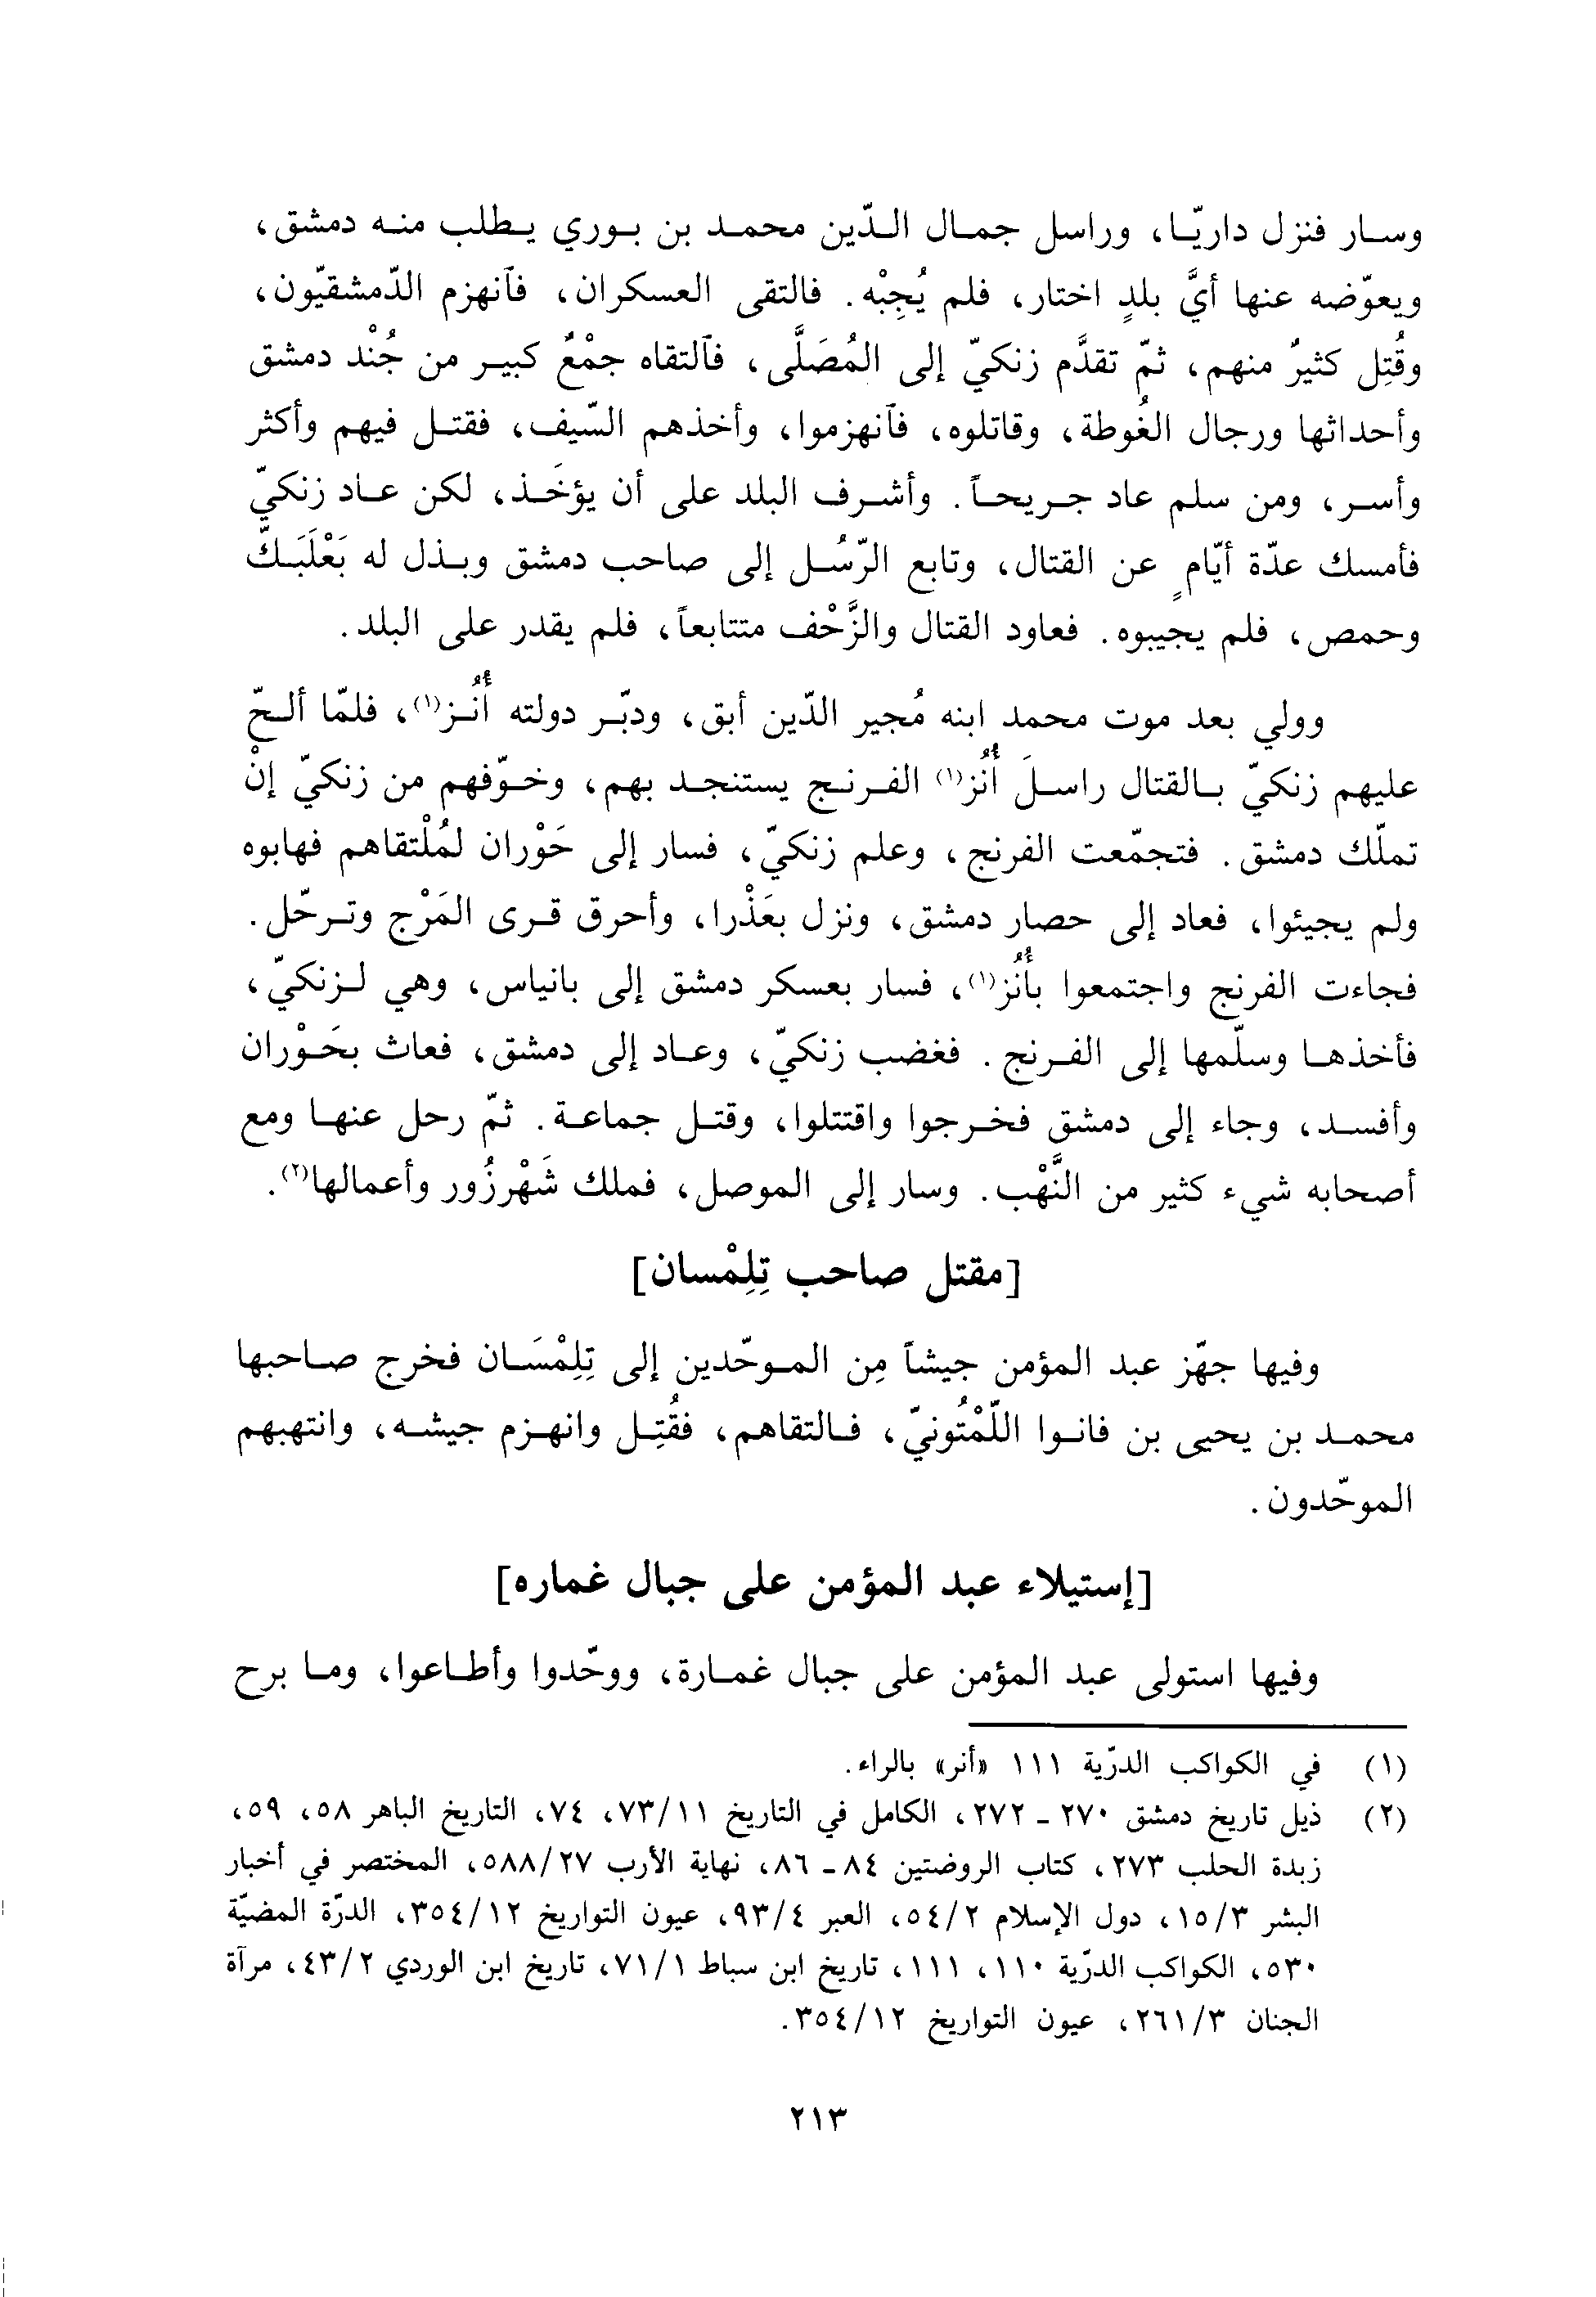 وسار فنزل داريّا، وراسل جمال الدّين محمد بن بوري يطلب منه دمشق،
ويعوّضه عنها أيَّ بلدٍ اختار، فلم يُجِبْه. فالتقى العسكران، فآنهزم الدّمشقيّون،
وقُتِل كثيرٌ منهم، ثمّ تقدَّم زنكيّ إلى المُصَلَّى، فآلتقاه جمْعٌ كبير من جُنْد دمشق
وأحداثها ورجال الغُوطة، وقاتلوه، فآنهزموا، وأخذهم السّيف، فقتل فيهم وأكثر
وأسر، ومن سلم عاد جريحاً. وأشرف البلد على أن يؤخَذ، لكن عاد زنكيّ
فأمسك عدّة أيّامٍ عن القتال، وتابع الرّسُل إلى صاحب دمشق وبذل له بَعْلَبَكّ
وحمص، فلم يجيبوه. فعاود القتال والزَّحْف متتابعاً، فلم يقدر على البلد.
وولي بعد موت محمد ابنه مُجير الدّين أبق، ودبّر دولته أُنُز(١)، فلمّا ألحّ
عليهم زنكيّ بالقتال راسلَ أُنُز(١) الفرنج يستنجد بهم، وخوّفهم من زنكيّ إنْ
تملّك دمشق. فتجمّعت الفرنج، وعلم زنكيّ، فسار إلى حَوْران لمُلْتقاهم فهابوه
ولم يجيئوا، فعاد إلى حصار دمشق، ونزل بعَذْرا، وأحرق قرى المَرْج وترحّل.
فجاءت الفرنج واجتمعوا بأُنُز(١)، فسار بعسكر دمشق إلى بانياس، وهي لزنكيّ،
فأخذها وسلّمها إلى الفرنج. فغضب زنكيّ، وعاد إلى دمشق، فعاث بحَوْران
وأفسد، وجاء إلى دمشق فخرجوا واقتتلوا، وقتل جماعة. ثمّ رحل عنها ومع
أصحابه شيء كثير من النَّهْب. وسار إلى الموصل، فملك شَهْرزُور وأعمالها(٢).
[مقتل صاحب تِلِمْسان]
وفيها جهّز عبد المؤمن جيشاً مِن الموحّدين إلى تِلِمْسَان فخرج صاحبها
محمد بن يحيى بن فانوا اللّمْتُونيّ، فالتقاهم، فقُتِل وانهزم جيشه، وانتهبهم
الموحّدون.
[إستيلاء عبد المؤمن على جبال غماره]
وفيها استولى عبد المؤمن على جبال غمارة، ووحّدوا وأطاعوا، وما برح
(١) في الكواكب الدرّية ١١١ «أنر» بالراء.
(٢) ذيل تاريخ دمشق ٢٧٠ - ٢٧٢، الكامل في التاريخ ٧٣/١١، ٧٤، التاريخ الباهر ٥٨، ٥٩،
زبدة الحلب ٢٧٣، كتاب الروضتين ٨٤ - ٨٦، نهاية الأرب ٥٨٨/٢٧، المختصر في أخبار
البشر ١٥/٣، دول الإسلام ٥٤/٢، العبر ٩٣/٤، عيون التواريخ ٣٥٤/١٢، الدرّة المضيّة
٥٣٠، الكواكب الدرّية ١١٠، ١١١، تاريخ ابن سباط ٧١/١، تاريخ ابن الوردي ٤٣/٢، مرآة
الجنان ٢٦١/٣، عيون التواريخ ٣٥٤/١٢.
٢١٣